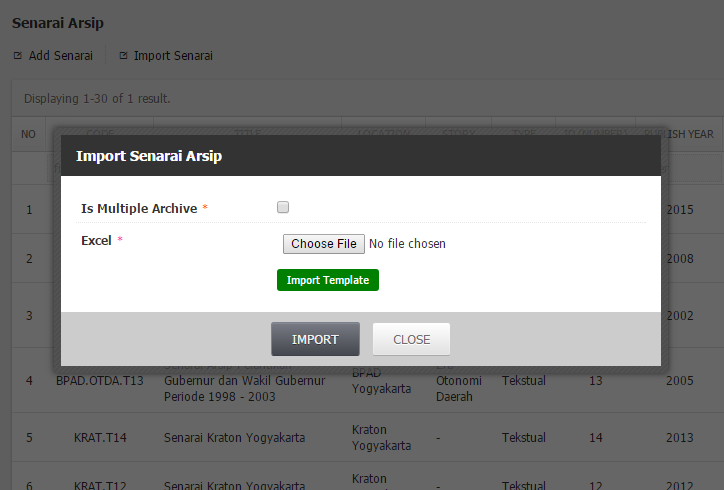 Senarai Arsip
Add Senarai Import Senarai
Displaying 1-30 of 1 result.
NO CODE TITLE LOCATION STORY TYPE ID (NUMBER) PUBLISH YEAR
Import Senarai Arsip
1 2015
Is Multiple Archive *
Excel * Choose File No file chosen
2 2008
Import Template
3 2002
IMPORT CLOSE
4 BPAD.OTDA.T13 Gubernur dan Wakil Gubernur Periode 1998 - 2003 BPAD Yogyakarta Otonomi Daerah Tekstual 13 2005
5 KRAT.T14 Senarai Kraton Yogyakarta Kraton Yogyakarta - Tekstual 14 2013
6 KRAT.T12 Senarai Kraton Yogyakarta Kraton - Tekstual 12 2012